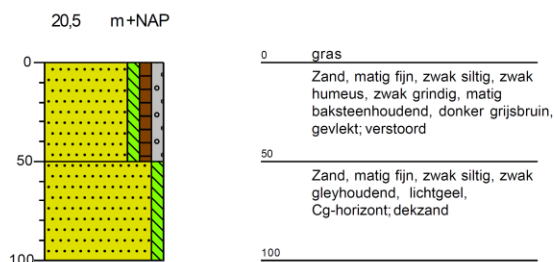 20,5 m+NAP
0
50
100
0 gras
Zand, matig fijn, zwak siltig, zwak
humeus, zwak grindig, matig
baksteenhoudend, donker grijsbruin,
gevlekt; verstoord
50
Zand, matig fijn, zwak siltig, zwak
gleyhoudend, lichtgeel,
Cg-horizont; dekzand
100